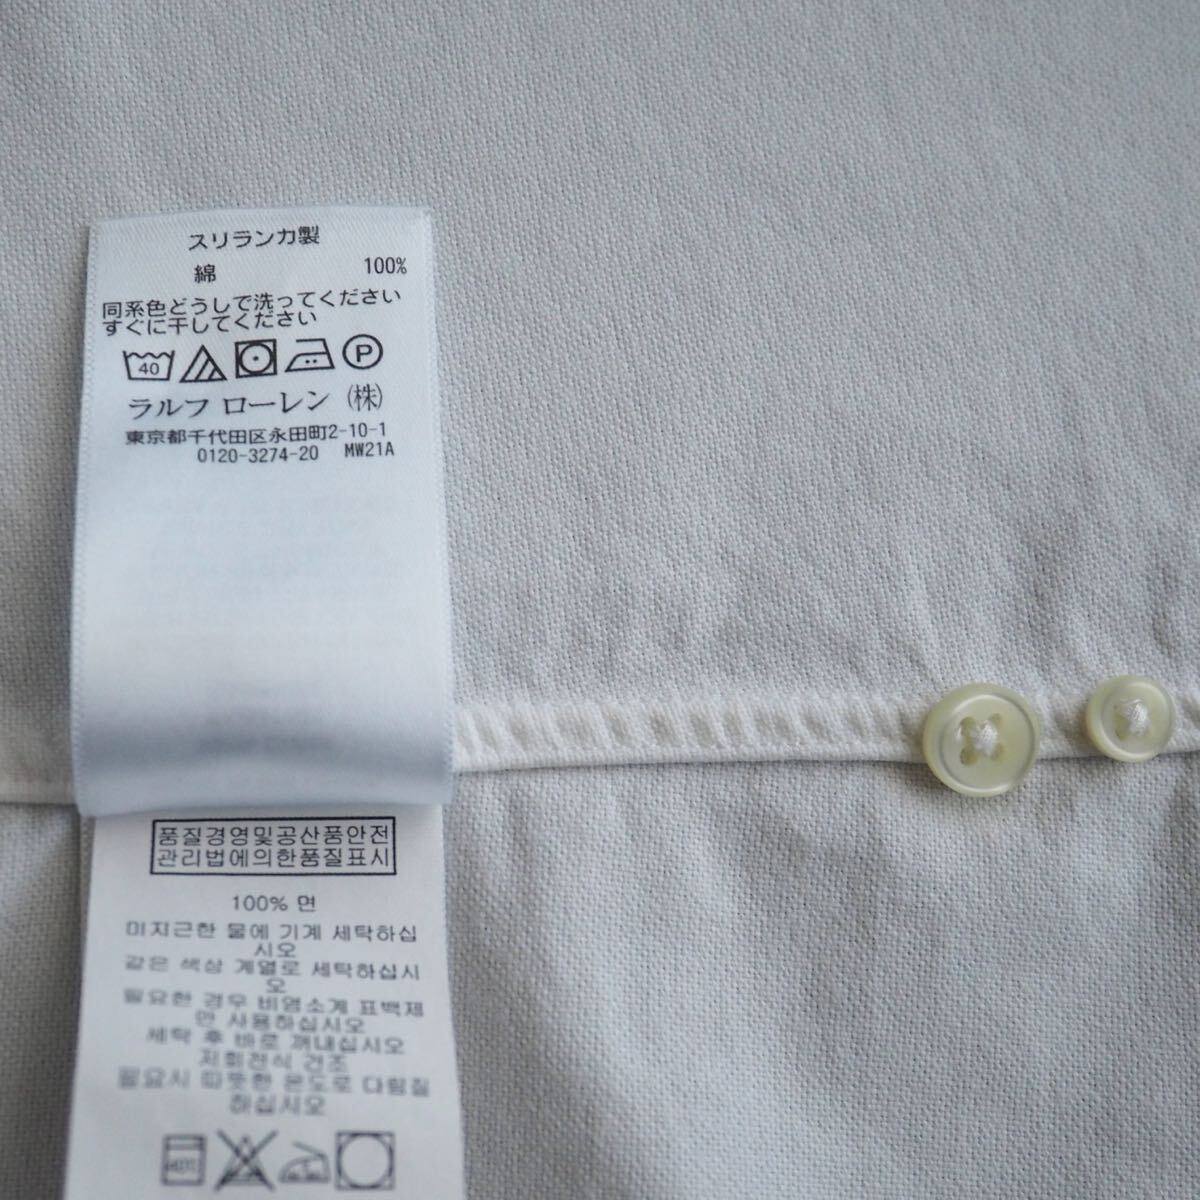 スリランカ製
綿 100%
同系色どうしで洗ってください
すぐに干してください
40 P
ラルフ ローレン (株)
東京都千代田区永田町2-10-1
0120-3274-20 MW21A
품질경영및공산품안전
관리법에의한품질표시
100% 면
미지근한 물에 기계 세탁하십
시오
같은 색상 계열로 세탁하십시
오
필요한 경우 비염소계 표백제
만 사용하십시오
세탁 후 바로 꺼내십시오
저회전식 건조
필요시 따뜻한 온도로 다림질
하십시오